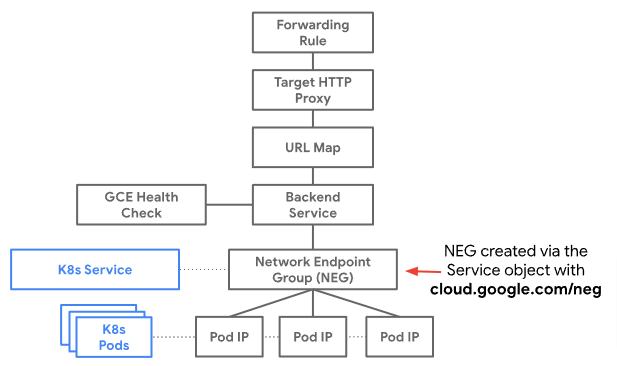 Forwarding
Rule
Target HTTP
Proxy
URL Map
GCE Health
Check
Backend
Service
K8s Service
Network Endpoint
Group (NEG)
NEG created via the
Service object with
cloud.google.com/neg
K8s
Pods
Pod IP
Pod IP
Pod IP